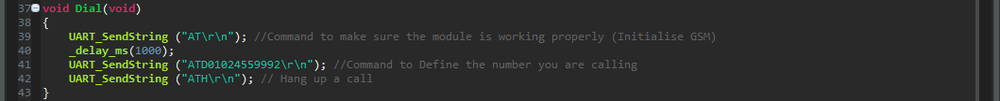 37 void Dial(void)
38 {
39 UART_SendString ("AT\r\n"); //Command to make sure the module is working properly (Initialise GSM)
40 _delay_ms(1000);
41 UART_SendString ("ATD01024559992\r\n"); //Command to Define the number you are calling
42 UART_SendString ("ATH\r\n"); // Hang up a call
43 }